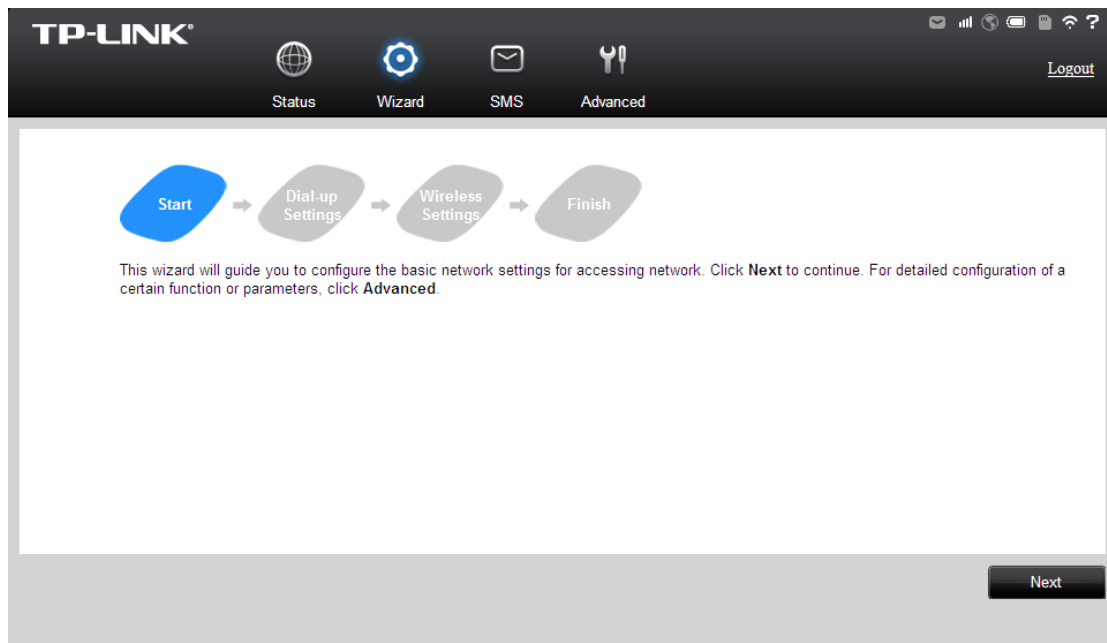 TP-LINK®
?
Logout
Status Wizard SMS Advanced
Start
Dial-up
Settings
Wireless
Settings
Finish
This wizard will guide you to configure the basic network settings for accessing network. Click Next to continue. For detailed configuration of a
certain function or parameters, click Advanced.
Next